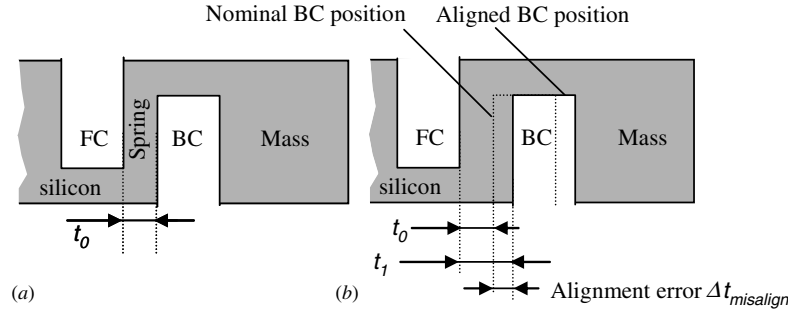 Nominal BC position
Aligned BC position
FC
Spring
BC
Mass
silicon
t0
(a)
FC
BC
Mass
silicon
t0
t1
(b)
Alignment error Δtmisalign